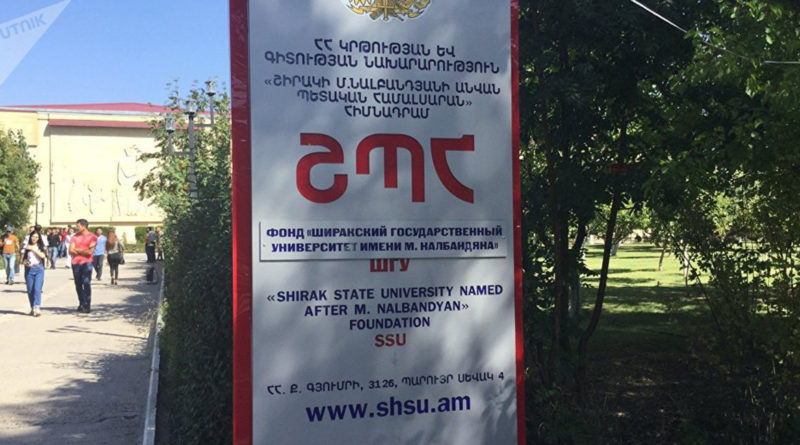 UTNIK
ՀՀ ԿՐԹՈՒԹՅԱՆ ԵՎ
ԳԻՏՈՒԹՅԱՆ ՆԱԽԱՐԱՐՈՒԹՅՈՒՆ
«ՇԻՐԱԿԻ Մ.ՆԱԼԲԱՆԴՅԱՆԻ ԱՆՎԱՆ
ՊԵՏԱԿԱՆ ՀԱՄԱԼՍԱՐԱՆ»
ՀԻՄՆԱԴՐԱՄ
ՇՊՀ
ФОНД «ШИРАКСКИЙ ГОСУДАРСТВЕННЫЙ
УНИВЕРСИТЕТ ИМЕНИ М. НАЛБАНДЯНА»
ШГУ
«SHIRAK STATE UNIVERSITY NAMED
AFTER M. NALBANDYAN»
FOUNDATION
SSU
ՀՀ. Ք. ԳՅՈՒՄՐԻ, 3126, ՊԱՐՈՒՅՐ ՍԵՎԱԿ 4
www.shsu.am